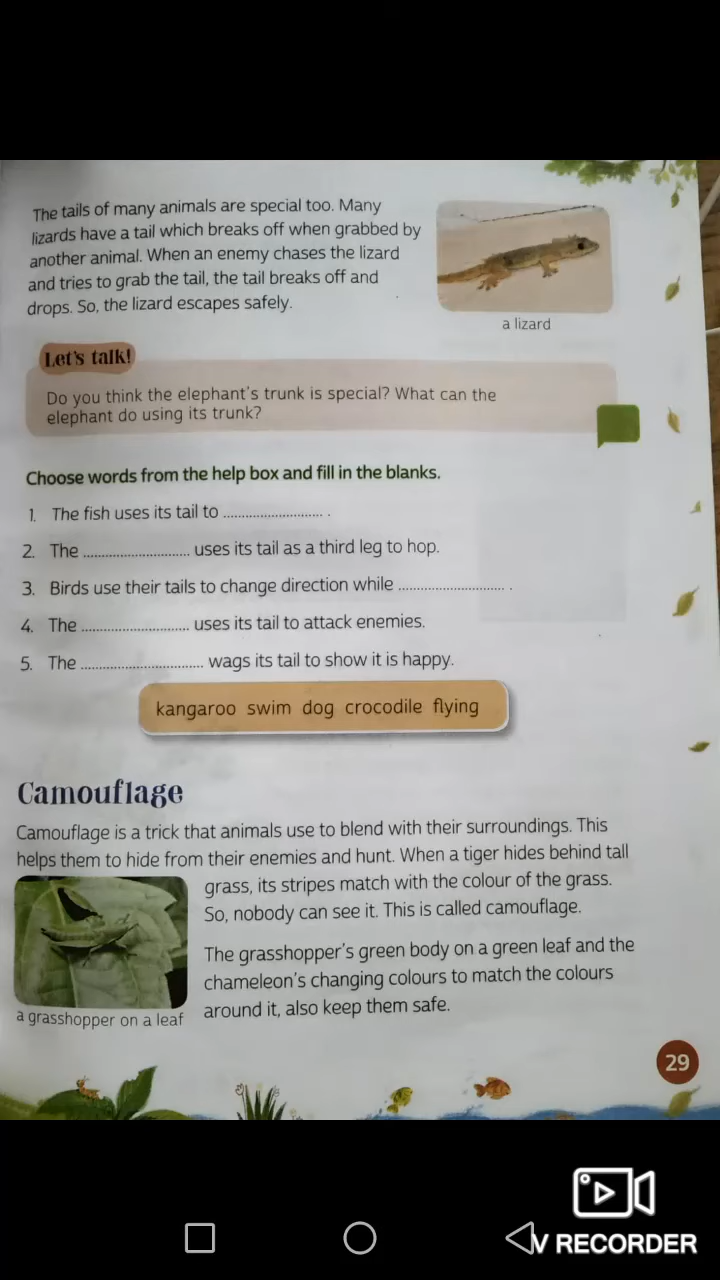 The tails of many animals are special too. Many
lizards have a tail which breaks off when grabbed by
another animal. When an enemy chases the lizard
and tries to grab the tail, the tail breaks off and
drops. So, the lizard escapes safely.
a lizard
Let's talk!
Do you think the elephant's trunk is special? What can the
elephant do using its trunk?
Choose words from the help box and fill in the blanks.
1. The fish uses its tail to ......................... .
2. The ........................... uses its tail as a third leg to hop.
3. Birds use their tails to change direction while ........................... .
4. The ........................... uses its tail to attack enemies.
5. The ............................... wags its tail to show it is happy.
kangaroo swim dog crocodile flying
Camouflage
Camouflage is a trick that animals use to blend with their surroundings. This
helps them to hide from their enemies and hunt. When a tiger hides behind tall
grass, its stripes match with the colour of the grass.
So, nobody can see it. This is called camouflage.
The grasshopper's green body on a green leaf and the
chameleon's changing colours to match the colours
around it, also keep them safe.
a grasshopper on a leaf
29
V RECORDER